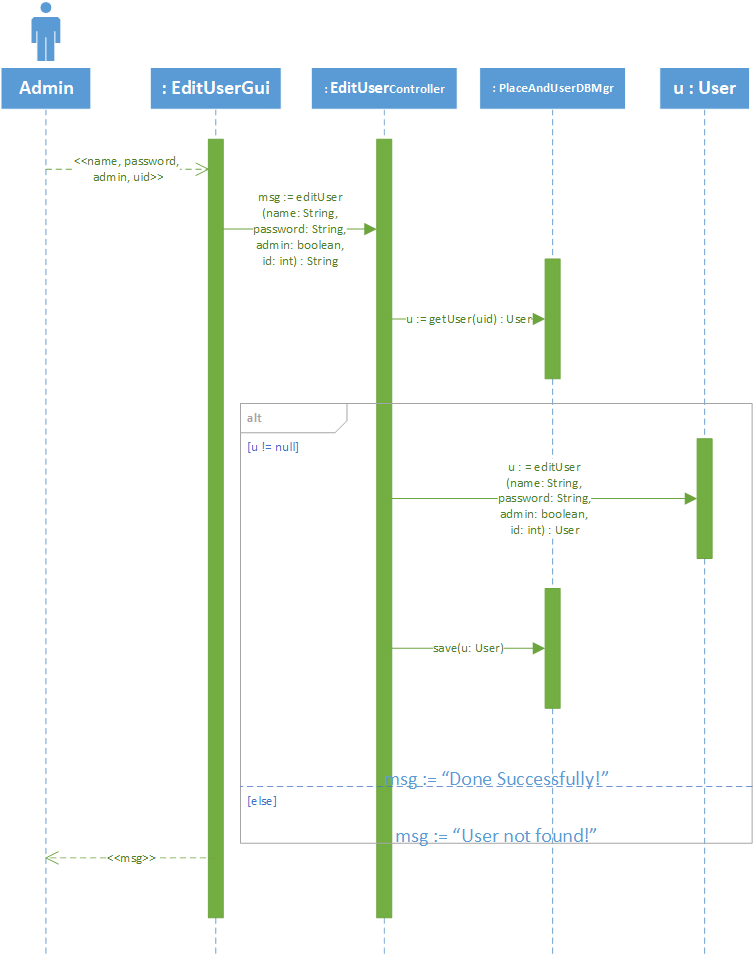 Admin
: EditUserGui
: EditUserController
: PlaceAndUserDBMgr
u : User
<<name, password,
admin, uid>>
msg := editUser
(name: String,
password: String,
admin: boolean,
id: int) : String
u := getUser(uid) : User
alt
[u != null]
u : = editUser
(name: String,
password: String,
admin: boolean,
id: int) : User
save(u: User)
msg := “Done Successfully!”
[else]
msg := “User not found!”
<<msg>>